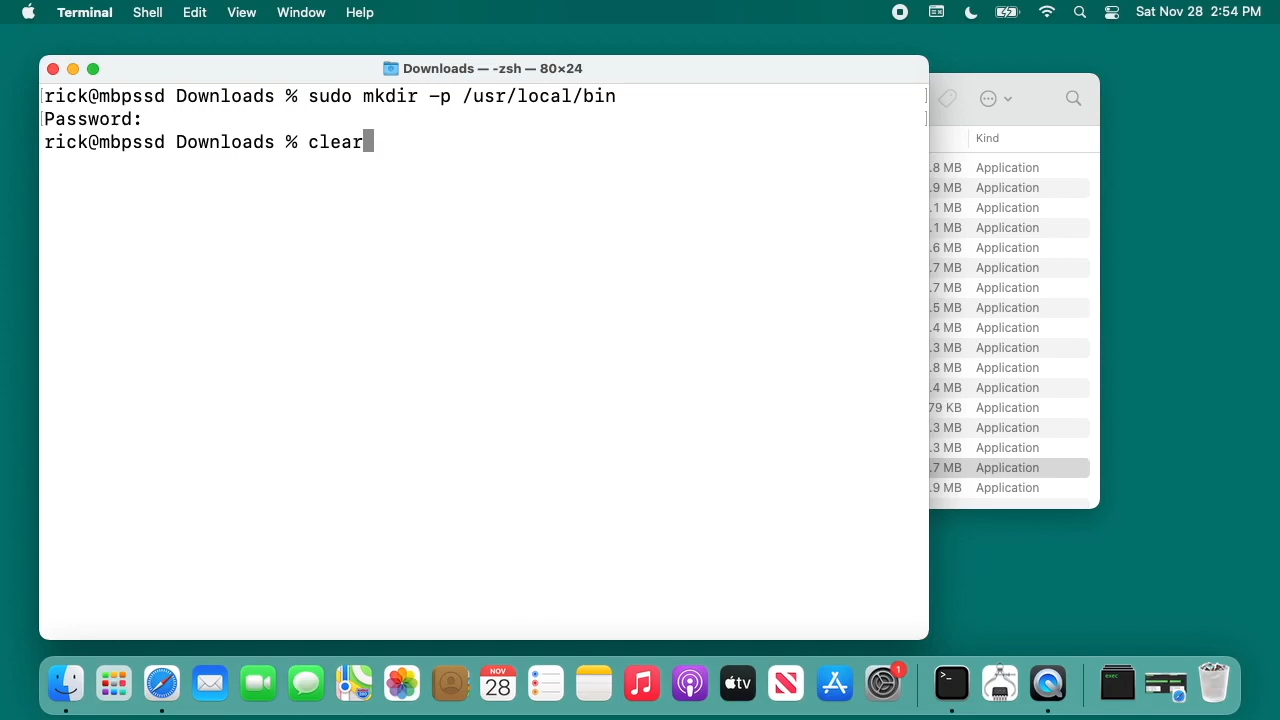 Terminal Shell Edit View Window Help Sat Nov 28 2:54 PM
Downloads — -zsh — 80×24
rick@mbpssd Downloads % sudo mkdir -p /usr/local/bin
Password:
rick@mbpssd Downloads % clear
Kind
.8 MB Application
.9 MB Application
.1 MB Application
.1 MB Application
.6 MB Application
.7 MB Application
.7 MB Application
.5 MB Application
.4 MB Application
.3 MB Application
.8 MB Application
.4 MB Application
79 KB Application
.3 MB Application
.3 MB Application
.7 MB Application
.9 MB Application
NOV
28
tv
1
>_
exec